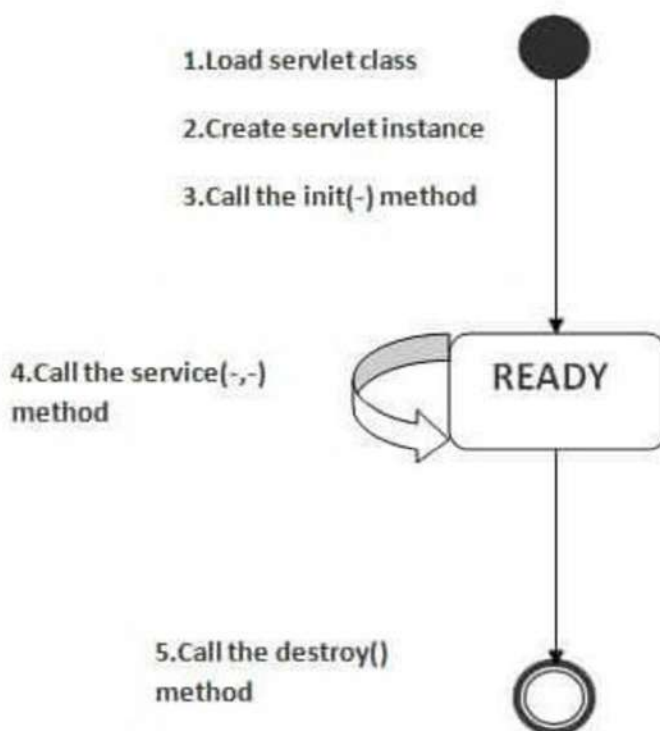 1.Load servlet class
2.Create servlet instance
3.Call the init(-) method
4.Call the service(-,-)
method
READY
5.Call the destroy()
method